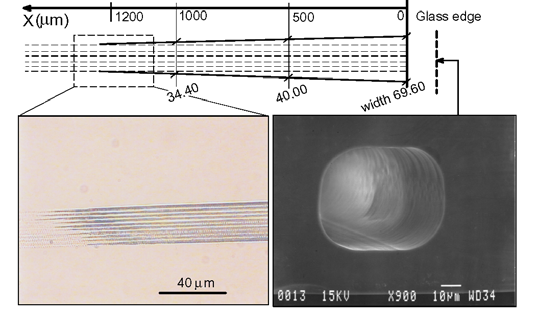 X(μm) 1200 1000 500 0 Glass edge
34.40 40.00 width 69.60
40 μm
0013 15KV X900 10μm WD34